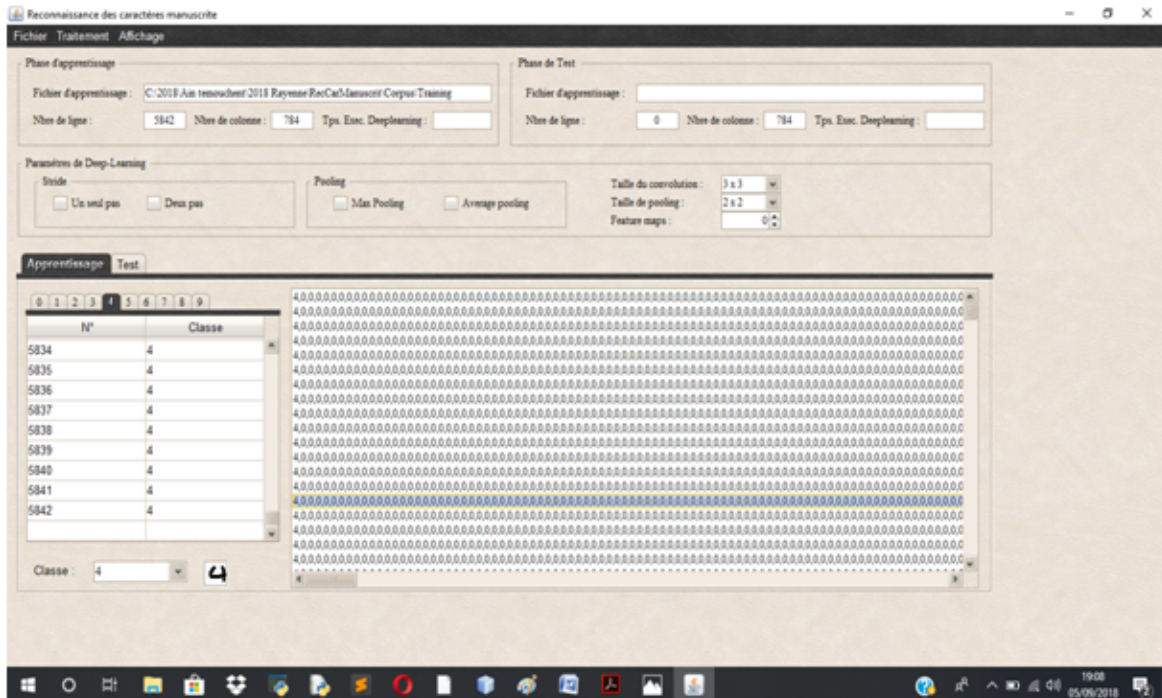 Reconnaissance des caractéres manuscrite
Fichier Traitement Affichage
Phase d'apprentissage
Fichier d'apprentissage :
C:\2018\Ain temouchent\2018 Rayenne\RecCarManuscrit\Corpus\Training
Nbre de ligne : 5842 Nbre de colonne : 784 Tps. Exec. Deeplearning :
Phase de Test
Fichier d'apprentissage :
Nbre de ligne : 0 Nbre de colonne : 784 Tps. Exec. Deeplearning :
Paramètres de Deep-Learning
Stride
Un seul pas Deux pas
Pooling
Max Pooling Average pooling
Taille du convolution : 3 x 3
Taille de pooling : 2 x 2
Feature maps : 0
Apprentissage Test
0 1 2 3 4 5 6 7 8 9
N° Classe
5834 4
5835 4
5836 4
5837 4
5838 4
5839 4
5840 4
5841 4
5842 4
Classe : 4 4
19:08
05/09/2018